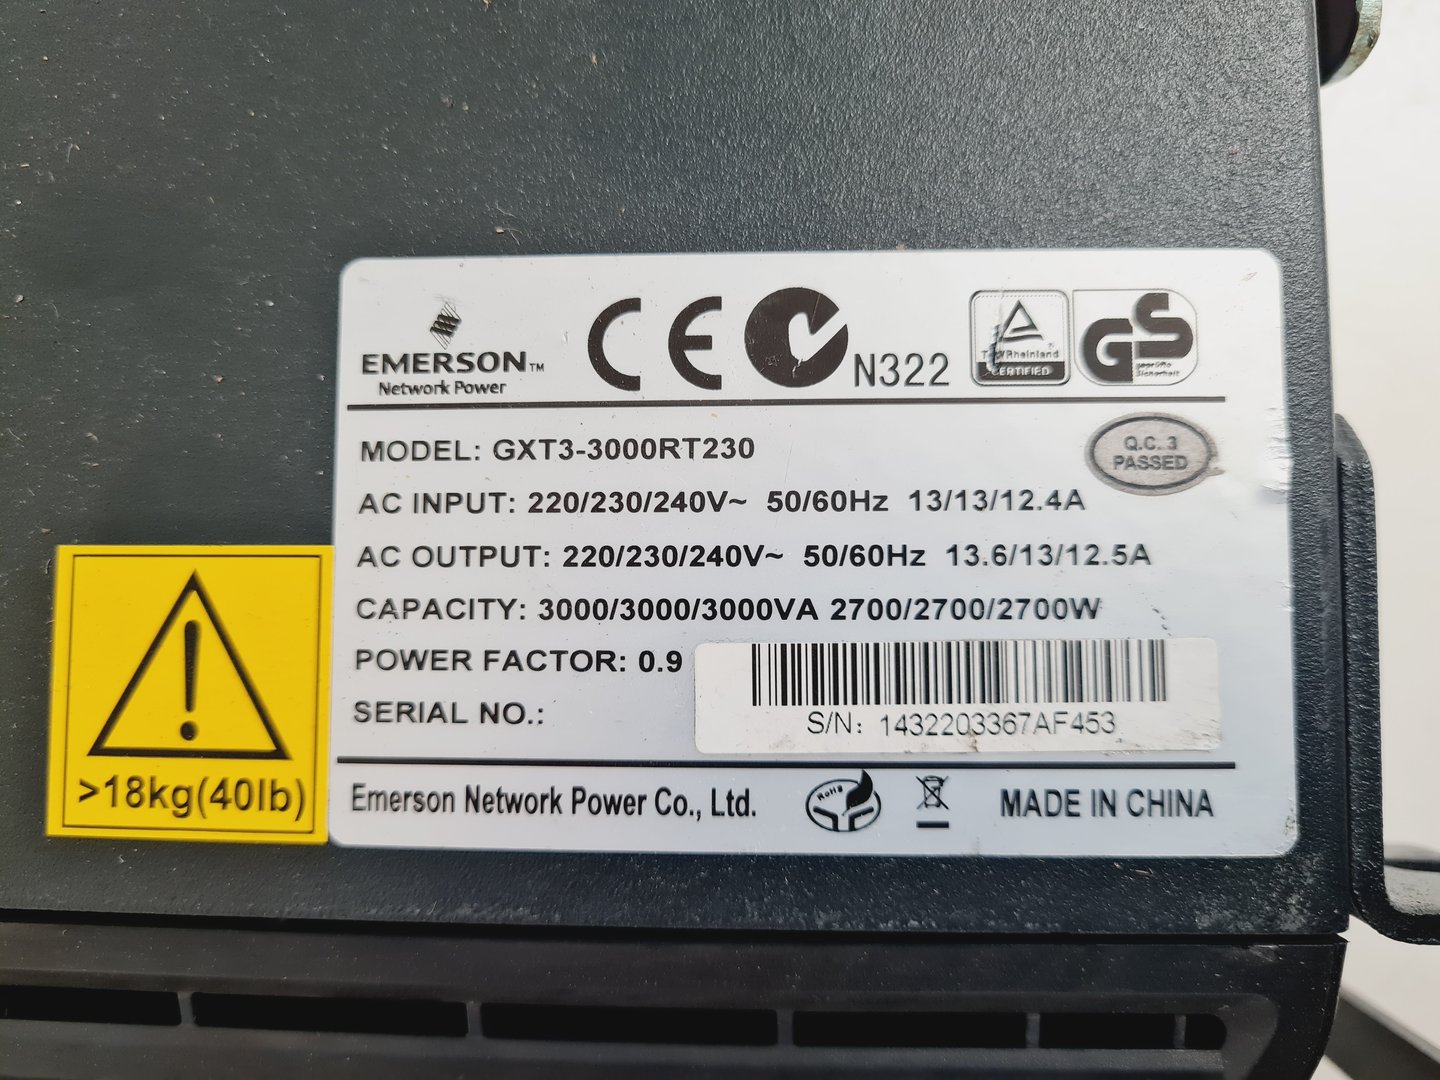 EMERSON™
Network Power
CE N322
TÜVRheinland®
CERTIFIED
GS
geprüfte
Sicherheit
MODEL: GXT3-3000RT230
Q.C. 3
PASSED
AC INPUT: 220/230/240V~ 50/60Hz 13/13/12.4A
AC OUTPUT: 220/230/240V~ 50/60Hz 13.6/13/12.5A
CAPACITY: 3000/3000/3000VA 2700/2700/2700W
POWER FACTOR: 0.9
SERIAL NO.:
S/N: 1432203367AF453
Emerson Network Power Co., Ltd.
RoHS
MADE IN CHINA
!
>18kg(40lb)